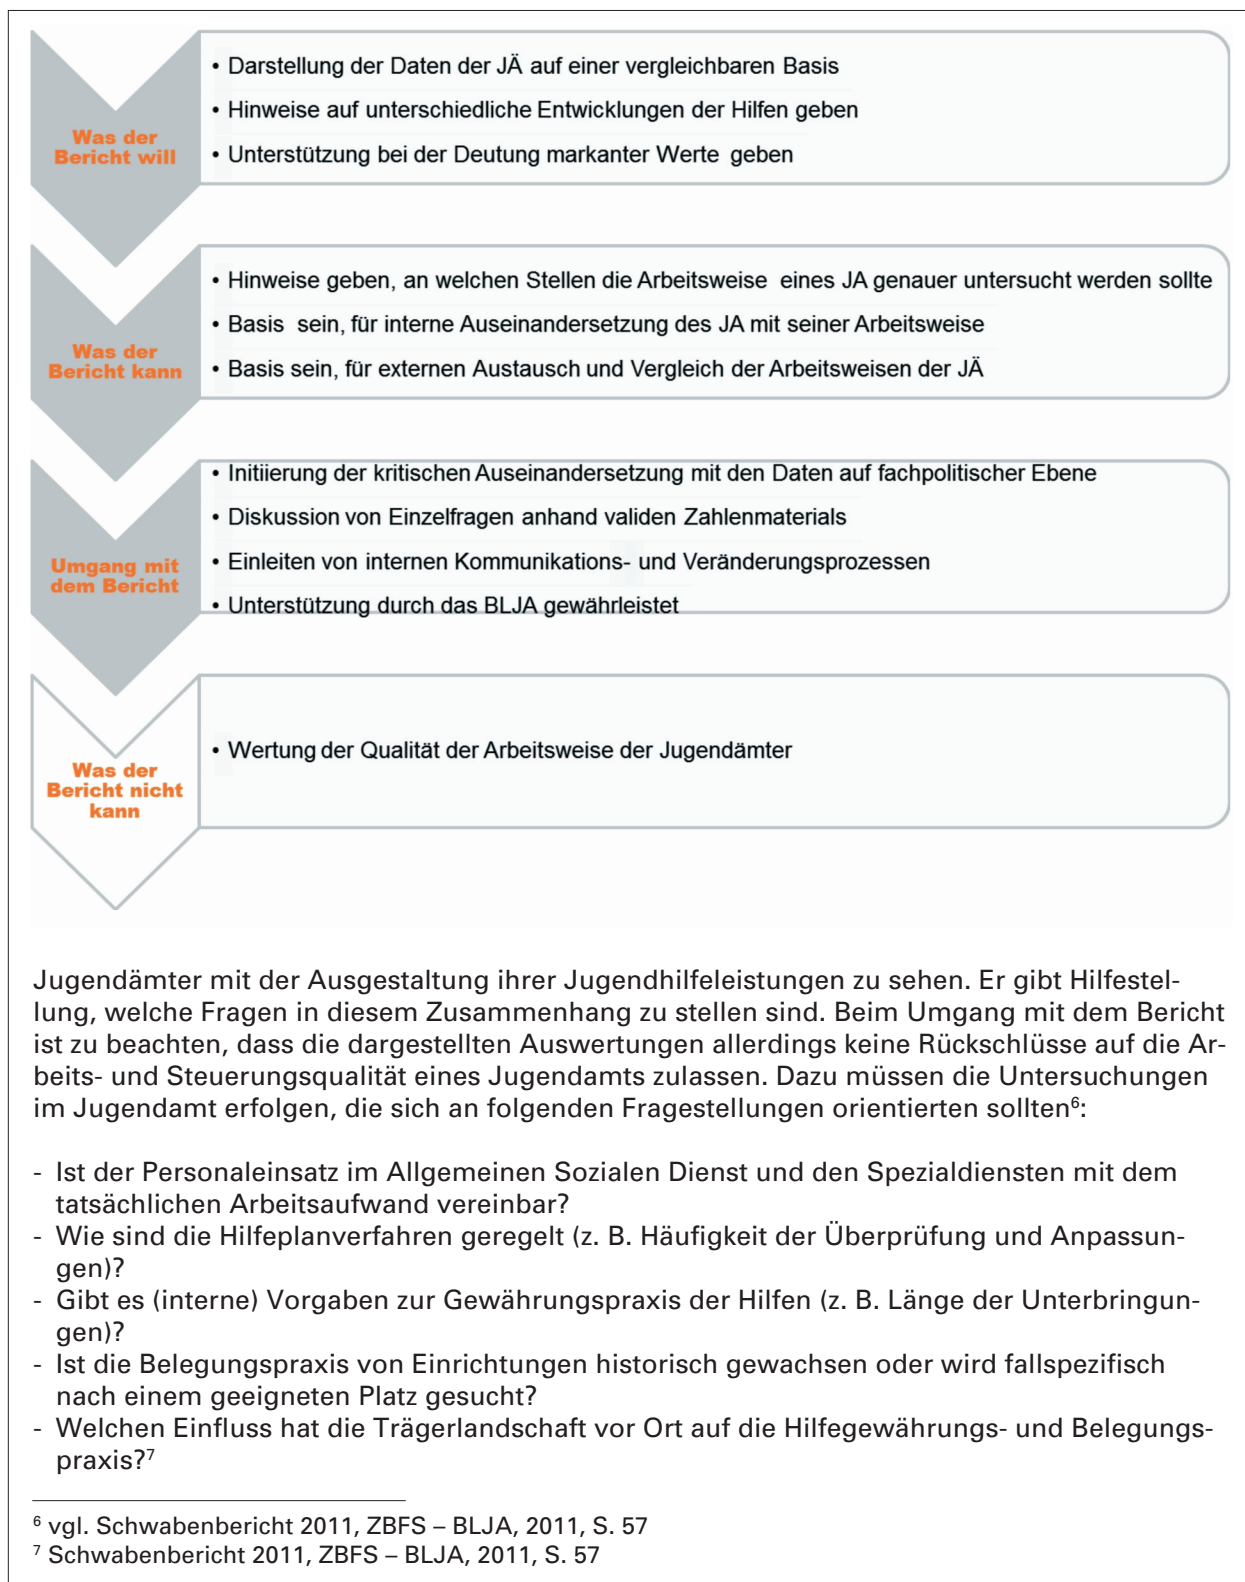 Was der
Bericht will
• Darstellung der Daten der JÄ auf einer vergleichbaren Basis
• Hinweise auf unterschiedliche Entwicklungen der Hilfen geben
• Unterstützung bei der Deutung markanter Werte geben
Was der
Bericht kann
• Hinweise geben, an welchen Stellen die Arbeitsweise eines JA genauer untersucht werden sollte
• Basis sein, für interne Auseinandersetzung des JA mit seiner Arbeitsweise
• Basis sein, für externen Austausch und Vergleich der Arbeitsweisen der JÄ
Umgang mit
dem Bericht
• Initiierung der kritischen Auseinandersetzung mit den Daten auf fachpolitischer Ebene
• Diskussion von Einzelfragen anhand validen Zahlenmaterials
• Einleiten von internen Kommunikations- und Veränderungsprozessen
• Unterstützung durch das BLJA gewährleistet
Was der
Bericht nicht
kann
• Wertung der Qualität der Arbeitsweise der Jugendämter
Jugendämter mit der Ausgestaltung ihrer Jugendhilfeleistungen zu sehen. Er gibt Hilfestel-
lung, welche Fragen in diesem Zusammenhang zu stellen sind. Beim Umgang mit dem Bericht
ist zu beachten, dass die dargestellten Auswertungen allerdings keine Rückschlüsse auf die Ar-
beits- und Steuerungsqualität eines Jugendamts zulassen. Dazu müssen die Untersuchungen
im Jugendamt erfolgen, die sich an folgenden Fragestellungen orientierten sollten⁶:
- Ist der Personaleinsatz im Allgemeinen Sozialen Dienst und den Spezialdiensten mit dem
tatsächlichen Arbeitsaufwand vereinbar?
- Wie sind die Hilfeplanverfahren geregelt (z. B. Häufigkeit der Überprüfung und Anpassun-
gen)?
- Gibt es (interne) Vorgaben zur Gewährungspraxis der Hilfen (z. B. Länge der Unterbringun-
gen)?
- Ist die Belegungspraxis von Einrichtungen historisch gewachsen oder wird fallspezifisch
nach einem geeigneten Platz gesucht?
- Welchen Einfluss hat die Trägerlandschaft vor Ort auf die Hilfegewährungs- und Belegungs-
praxis?⁷
⁶ vgl. Schwabenbericht 2011, ZBFS – BLJA, 2011, S. 57
⁷ Schwabenbericht 2011, ZBFS – BLJA, 2011, S. 57